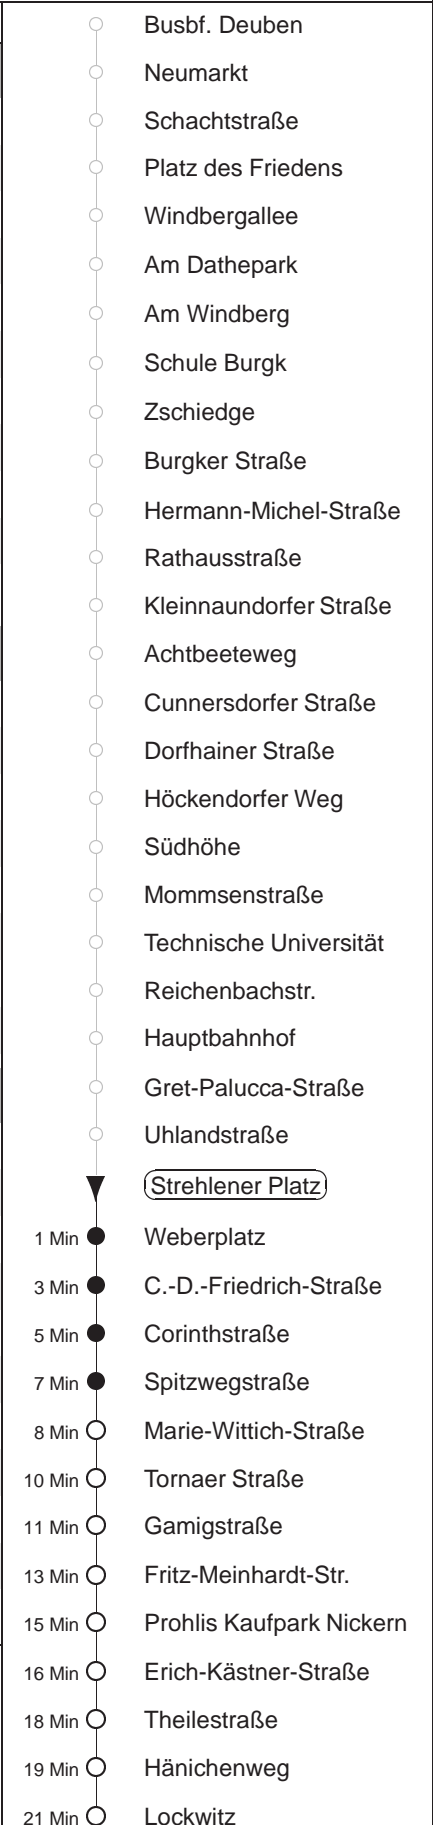 Busbf. Deuben
Neumarkt
Schachtstraße
Platz des Friedens
Windbergallee
Am Dathepark
Am Windberg
Schule Burgk
Zschiedge
Burgker Straße
Hermann-Michel-Straße
Rathausstraße
Kleinnaundorfer Straße
Achtbeeteweg
Cunnersdorfer Straße
Dorfhainer Straße
Höckendorfer Weg
Südhöhe
Mommsenstraße
Technische Universität
Reichenbachstr.
Hauptbahnhof
Gret-Palucca-Straße
Uhlandstraße
Strehlener Platz
1 Min Weberplatz
3 Min C.-D.-Friedrich-Straße
5 Min Corinthstraße
7 Min Spitzwegstraße
8 Min Marie-Wittich-Straße
10 Min Tornaer Straße
11 Min Gamigstraße
13 Min Fritz-Meinhardt-Str.
15 Min Prohlis Kaufpark Nickern
16 Min Erich-Kästner-Straße
18 Min Theilestraße
19 Min Hänichenweg
21 Min Lockwitz